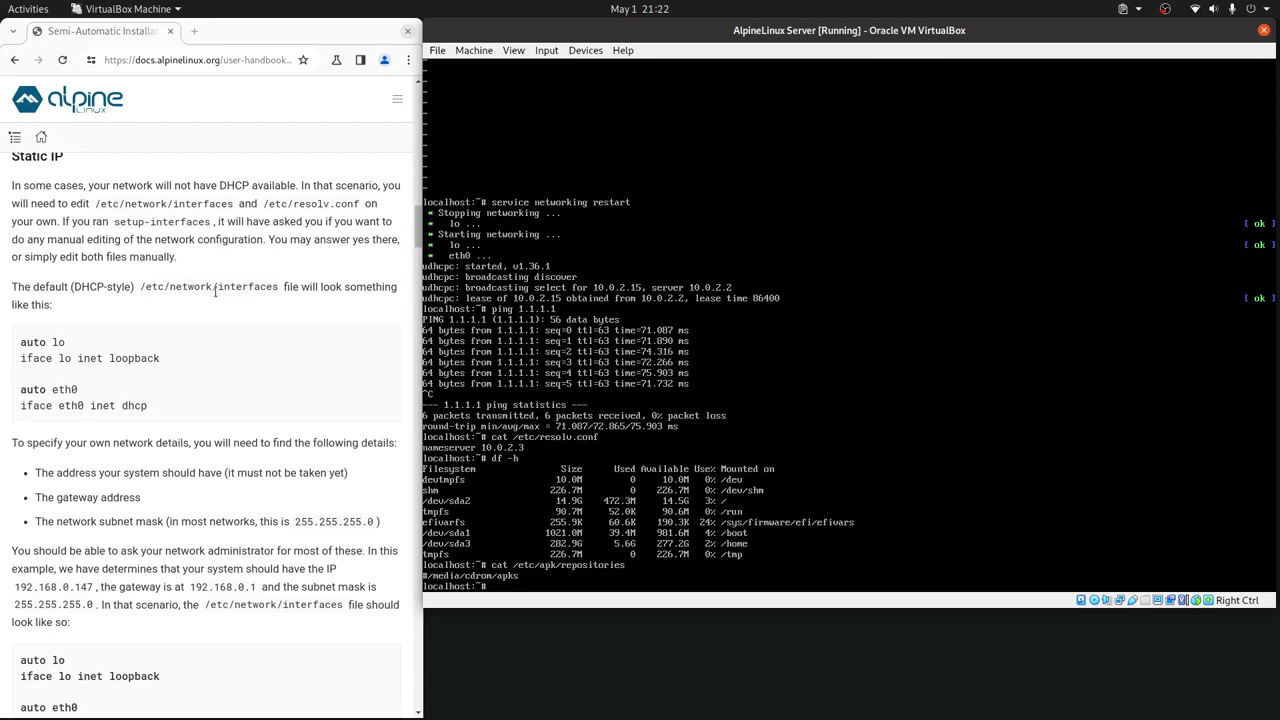 Activities
VirtualBox Machine
May 1 21:22
Semi-Automatic Installa
https://docs.alpinelinux.org/user-handbook...
alpine
LINUX
Static IP
In some cases, your network will not have DHCP available. In that scenario, you
will need to edit /etc/network/interfaces and /etc/resolv.conf on
your own. If you ran setup-interfaces, it will have asked you if you want to
do any manual editing of the network configuration. You may answer yes there,
or simply edit both files manually.
The default (DHCP-style) /etc/network/interfaces file will look something
like this:
auto lo
iface lo inet loopback
auto eth0
iface eth0 inet dhcp
To specify your own network details, you will need to find the following details:
• The address your system should have (it must not be taken yet)
• The gateway address
• The network subnet mask (in most networks, this is 255.255.255.0 )
You should be able to ask your network administrator for most of these. In this
example, we have determines that your system should have the IP
192.168.0.147, the gateway is at 192.168.0.1 and the subnet mask is
255.255.255.0. In that scenario, the /etc/network/interfaces file should
look like so:
auto lo
iface lo inet loopback
auto eth0
AlpineLinux Server [Running] - Oracle VM VirtualBox
File Machine View Input Devices Help
~
~
~
~
~
~
~
~
~
~
~
~
~
localhost:~# service networking restart
* Stopping networking ...
* lo ... [ ok ]
* Starting networking ...
* lo ... [ ok ]
* eth0 ...
udhcpc: started, v1.36.1
udhcpc: broadcasting discover
udhcpc: broadcasting select for 10.0.2.15, server 10.0.2.2
udhcpc: lease of 10.0.2.15 obtained from 10.0.2.2, lease time 86400 [ ok ]
localhost:~# ping 1.1.1.1
PING 1.1.1.1 (1.1.1.1): 56 data bytes
64 bytes from 1.1.1.1: seq=0 ttl=63 time=71.087 ms
64 bytes from 1.1.1.1: seq=1 ttl=63 time=71.890 ms
64 bytes from 1.1.1.1: seq=2 ttl=63 time=74.316 ms
64 bytes from 1.1.1.1: seq=3 ttl=63 time=72.266 ms
64 bytes from 1.1.1.1: seq=4 ttl=63 time=75.903 ms
64 bytes from 1.1.1.1: seq=5 ttl=63 time=71.732 ms
^C
--- 1.1.1.1 ping statistics ---
6 packets transmitted, 6 packets received, 0% packet loss
round-trip min/avg/max = 71.087/72.865/75.903 ms
localhost:~# cat /etc/resolv.conf
nameserver 10.0.2.3
localhost:~# df -h
Filesystem Size Used Available Use% Mounted on
devtmpfs 10.0M 0 10.0M 0% /dev
shm 226.7M 0 226.7M 0% /dev/shm
/dev/sda2 14.9G 472.3M 14.5G 3% /
tmpfs 90.7M 52.0K 90.6M 0% /run
efivarfs 255.9K 60.6K 190.3K 24% /sys/firmware/efi/efivars
/dev/sda1 1021.0M 39.4M 981.6M 4% /boot
/dev/sda3 282.9G 5.6G 277.2G 2% /home
tmpfs 226.7M 0 226.7M 0% /tmp
localhost:~# cat /etc/apk/repositories
#/media/cdrom/apks
localhost:~#
Right Ctrl